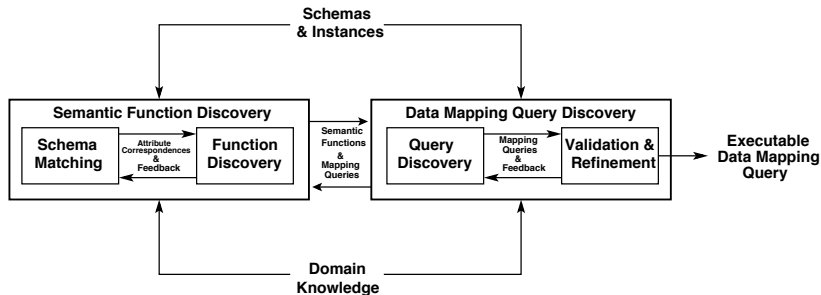 Schemas
& Instances
Semantic Function Discovery
Schema
Matching
Attribute
Correspondences
&
Feedback
Function
Discovery
Semantic
Functions
&
Mapping
Queries
Data Mapping Query Discovery
Query
Discovery
Mapping
Queries
&
Feedback
Validation &
Refinement
Executable
Data Mapping
Query
Domain
Knowledge